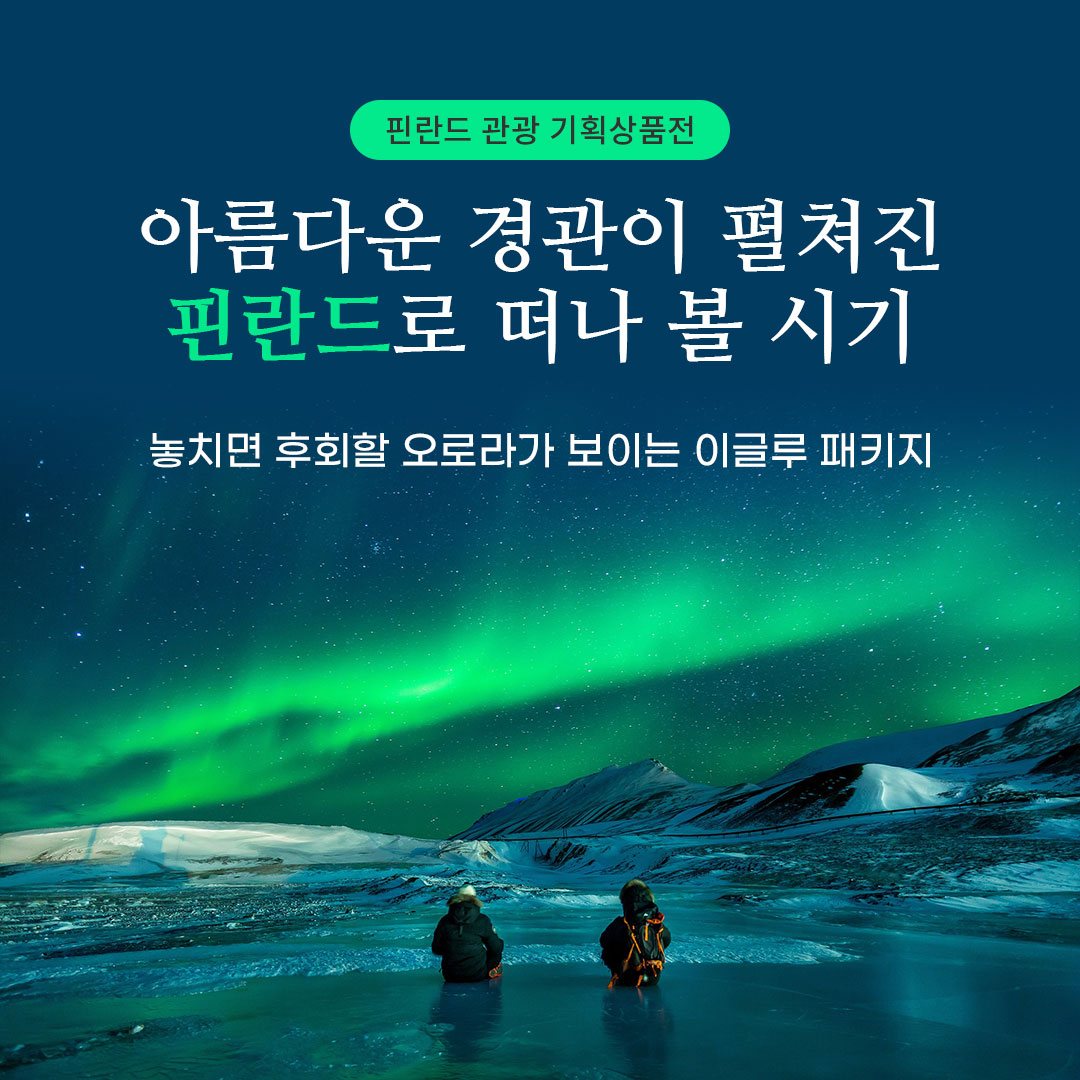 핀란드 관광 기획상품전
아름다운 경관이 펼쳐진
핀란드로 떠나 볼 시기
놓치면 후회할 오로라가 보이는 이글루 패키지